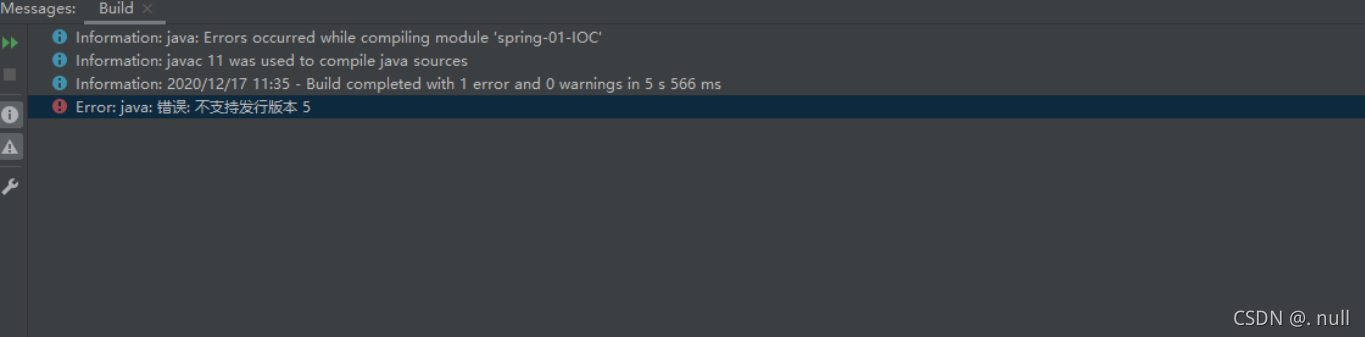 Messages: Build
Information: java: Errors occurred while compiling module 'spring-01-IOC'
Information: javac 11 was used to compile java sources
Information: 2020/12/17 11:35 - Build completed with 1 error and 0 warnings in 5 s 566 ms
Error: java: 错误: 不支持发行版本 5
CSDN @. null